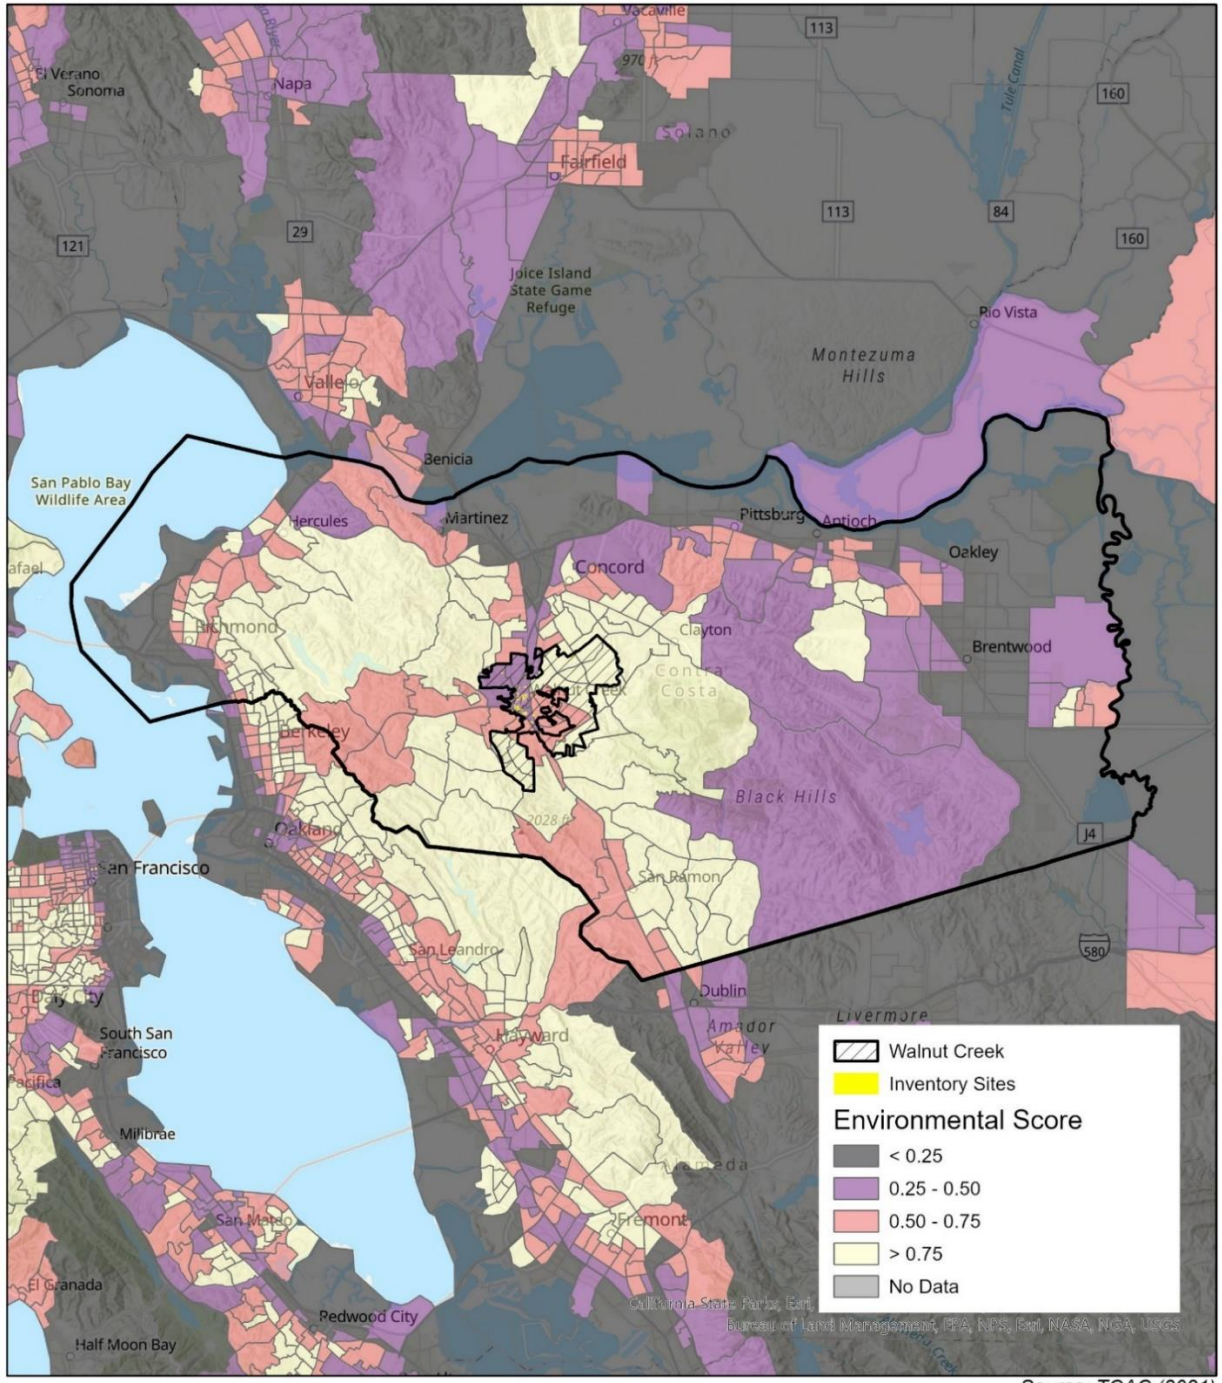 Vacaville
113
970 ft
El Verano
Sonoma
Napa
Tule Canal
160
Solano
Fairfield
113
84
121
29
160
Joice Island
State Game
Refuge
Rio Vista
Montezuma
Hills
Vallejo
Benicia
San Pablo Bay
Wildlife Area
Hercules
Martinez
Pittsburg
Antioch
Oakley
afael
Concord
Richmond
Clayton
Brentwood
Contra
Costa
Berkeley
Black Hills
2028 ft
Oakland
J4
San Francisco
San Ramon
San Leandro
580
Daly City
Dublin
South San
Francisco
Hayward
Amador
Valley
Livermore
Pacifica
Millbrae
Alameda
San Mateo
Fremont
El Granada
Redwood City
Half Moon Bay
Walnut Creek
Inventory Sites
Environmental Score
< 0.25
0.25 - 0.50
0.50 - 0.75
> 0.75
No Data
California State Parks, Esri,
Bureau of Land Management, EPA, NPS, Esri, NASA, NGA, USGS